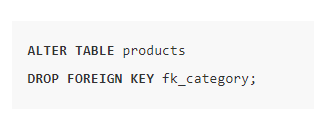 ALTER TABLE products
DROP FOREIGN KEY fk_category;